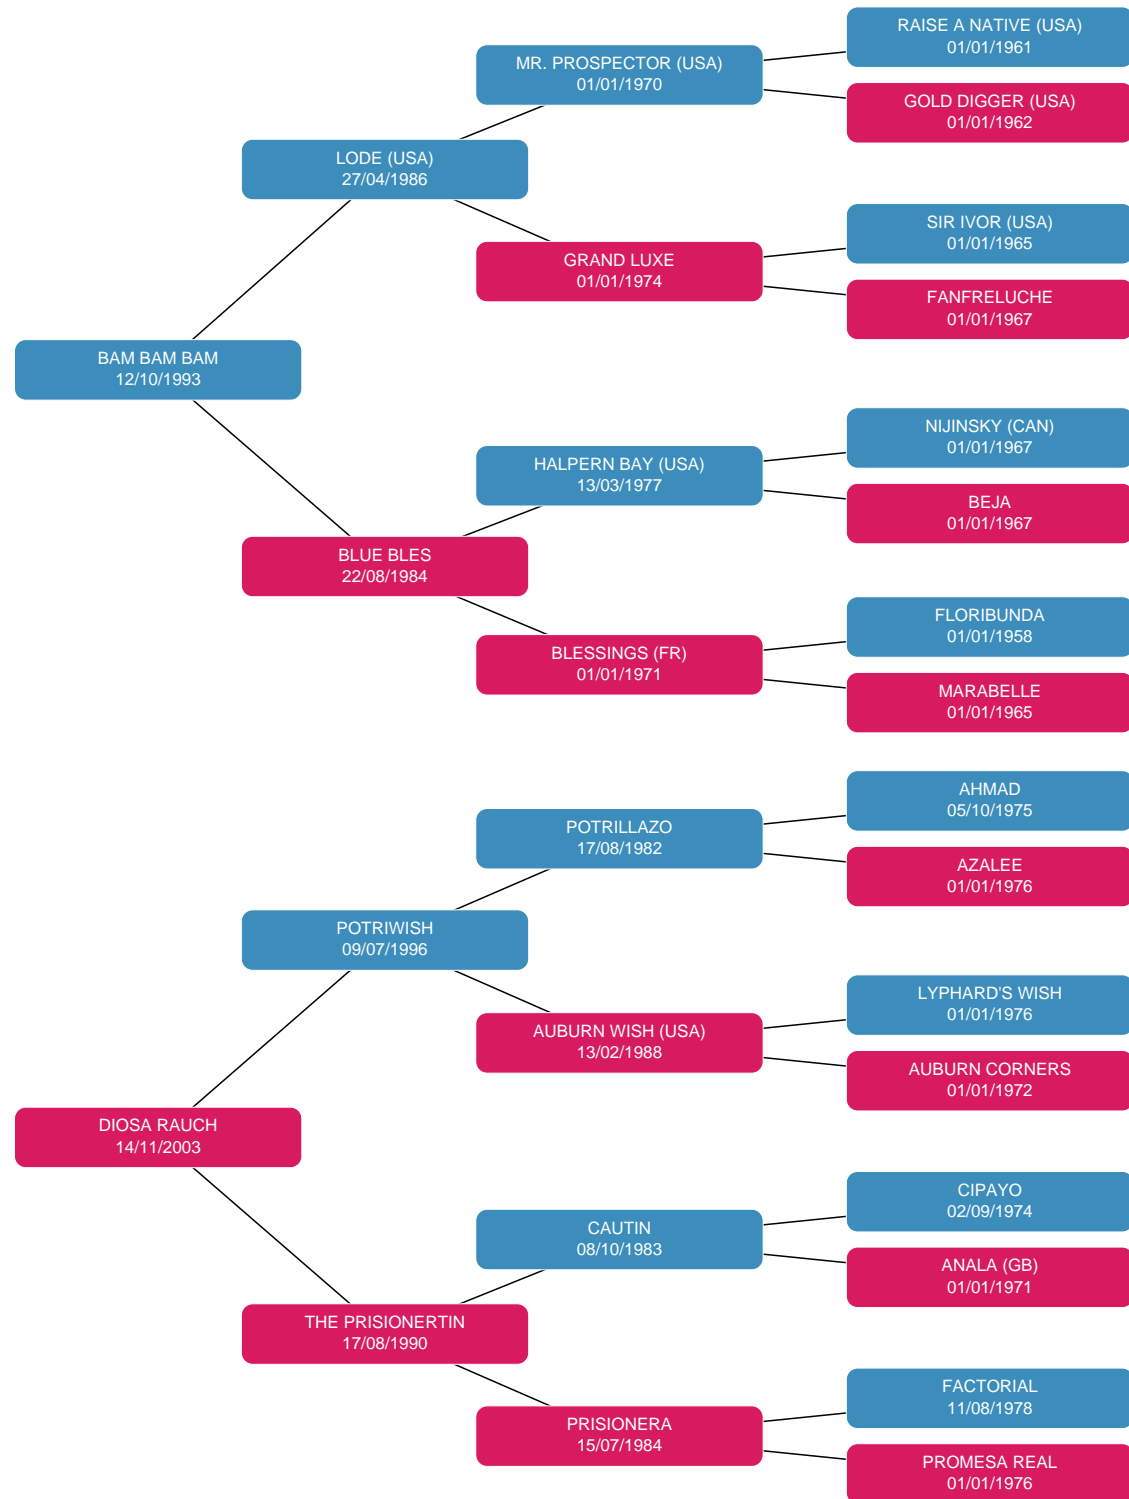 RAISE A NATIVE (USA)
01/01/1961
MR. PROSPECTOR (USA)
01/01/1970
GOLD DIGGER (USA)
01/01/1962
LODE (USA)
27/04/1986
SIR IVOR (USA)
01/01/1965
GRAND LUXE
01/01/1974
FANFRELUCHE
01/01/1967
BAM BAM BAM
12/10/1993
NIJINSKY (CAN)
01/01/1967
HALPERN BAY (USA)
13/03/1977
BEJA
01/01/1967
BLUE BLES
22/08/1984
FLORIBUNDA
01/01/1958
BLESSINGS (FR)
01/01/1971
MARABELLE
01/01/1965
AHMAD
05/10/1975
POTRILLAZO
17/08/1982
AZALEE
01/01/1976
POTRIWISH
09/07/1996
LYPHARD'S WISH
01/01/1976
AUBURN WISH (USA)
13/02/1988
AUBURN CORNERS
01/01/1972
DIOSA RAUCH
14/11/2003
CIPAYO
02/09/1974
CAUTIN
08/10/1983
ANALA (GB)
01/01/1971
THE PRISIONERTIN
17/08/1990
FACTORIAL
11/08/1978
PRISIONERA
15/07/1984
PROMESA REAL
01/01/1976